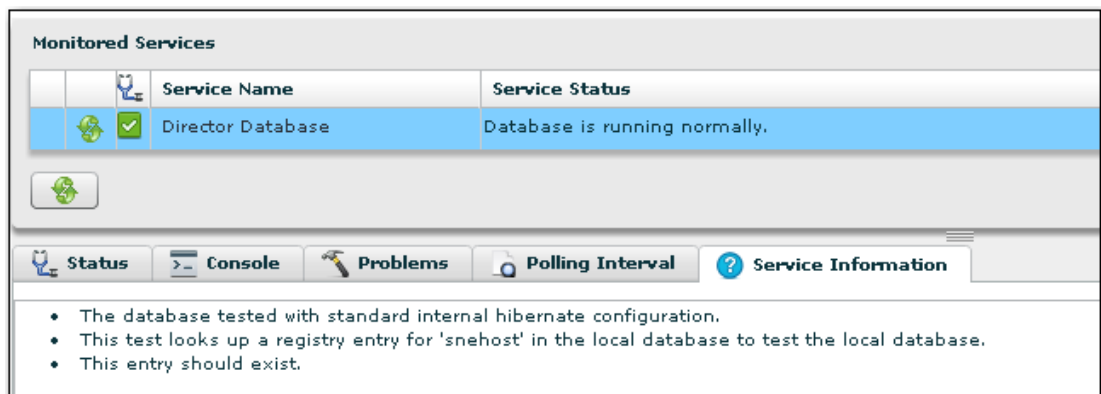 Monitored Services
Service Name Service Status
Director Database Database is running normally.
Status Console Problems Polling Interval Service Information
• The database tested with standard internal hibernate configuration.
• This test looks up a registry entry for 'snehost' in the local database to test the local database.
• This entry should exist.